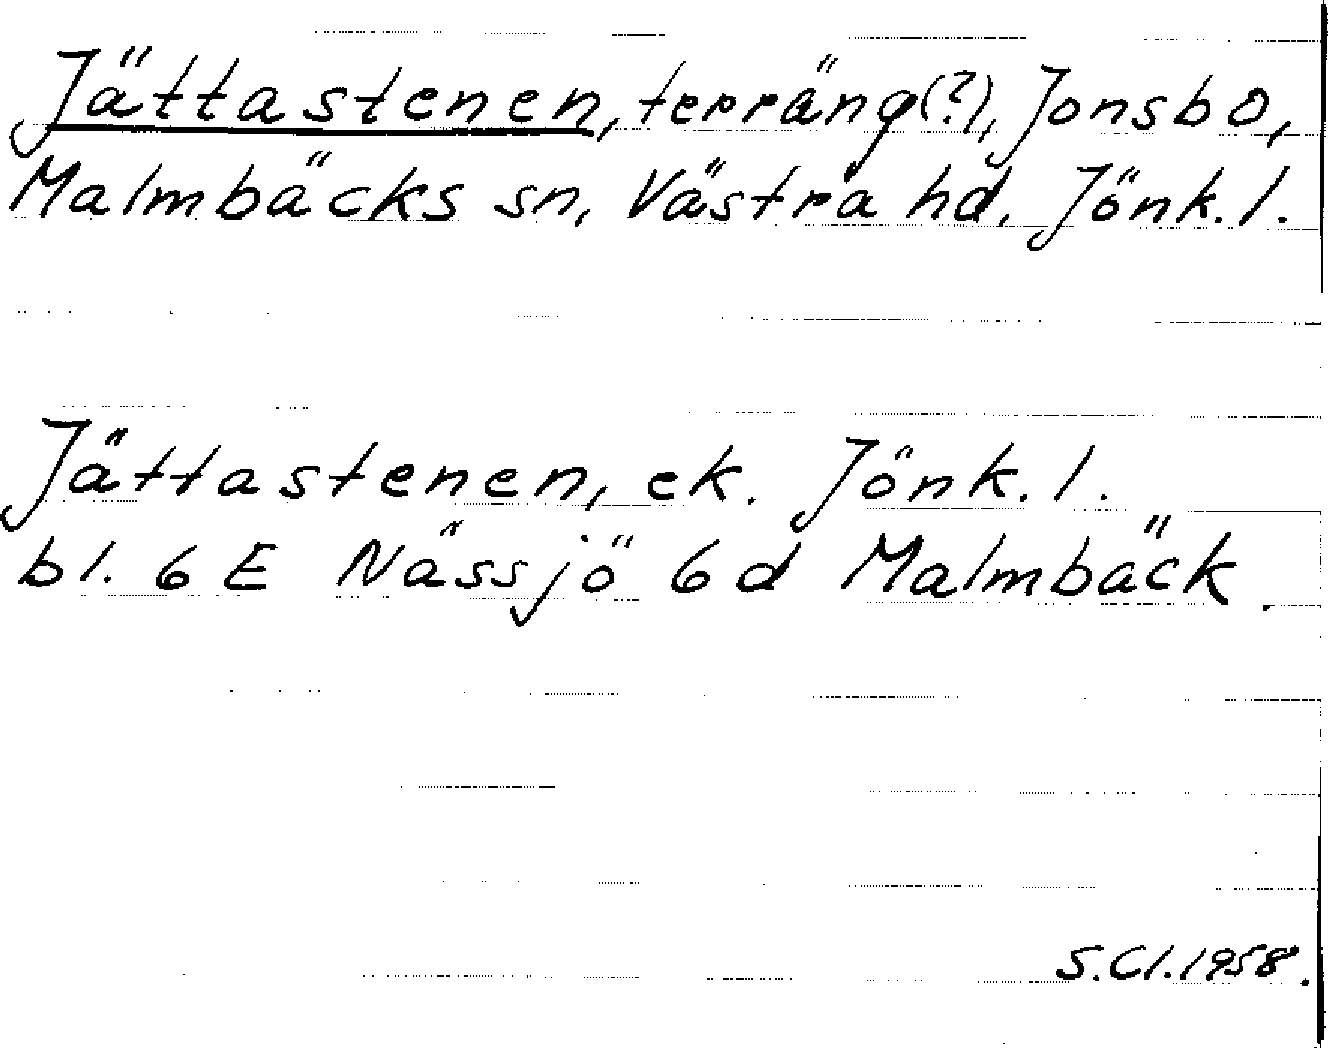 Jättastenen, terräng(?), Jonsbo,
Malmbäcks sn, Västra hd, Jönk. l.
Jättastenen, ek. Jönk. l.
bl. 6 E Nässjö 6 d Malmbäck.
S.Cl.1958.